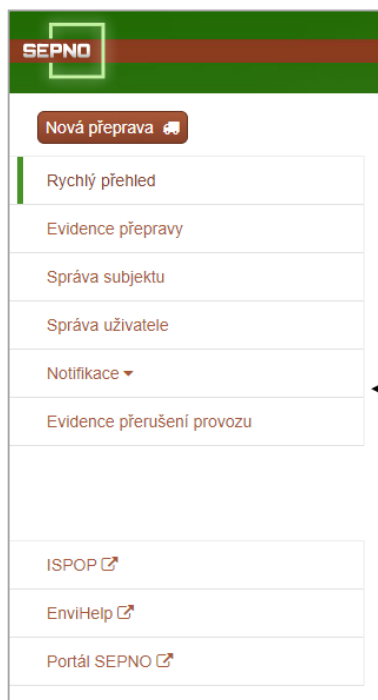 SEPNO
Nová přeprava
Rychlý přehled
Evidence přepravy
Správa subjektu
Správa uživatele
Notifikace
Evidence přerušení provozu
ISPOP
EnviHelp
Portál SEPNO